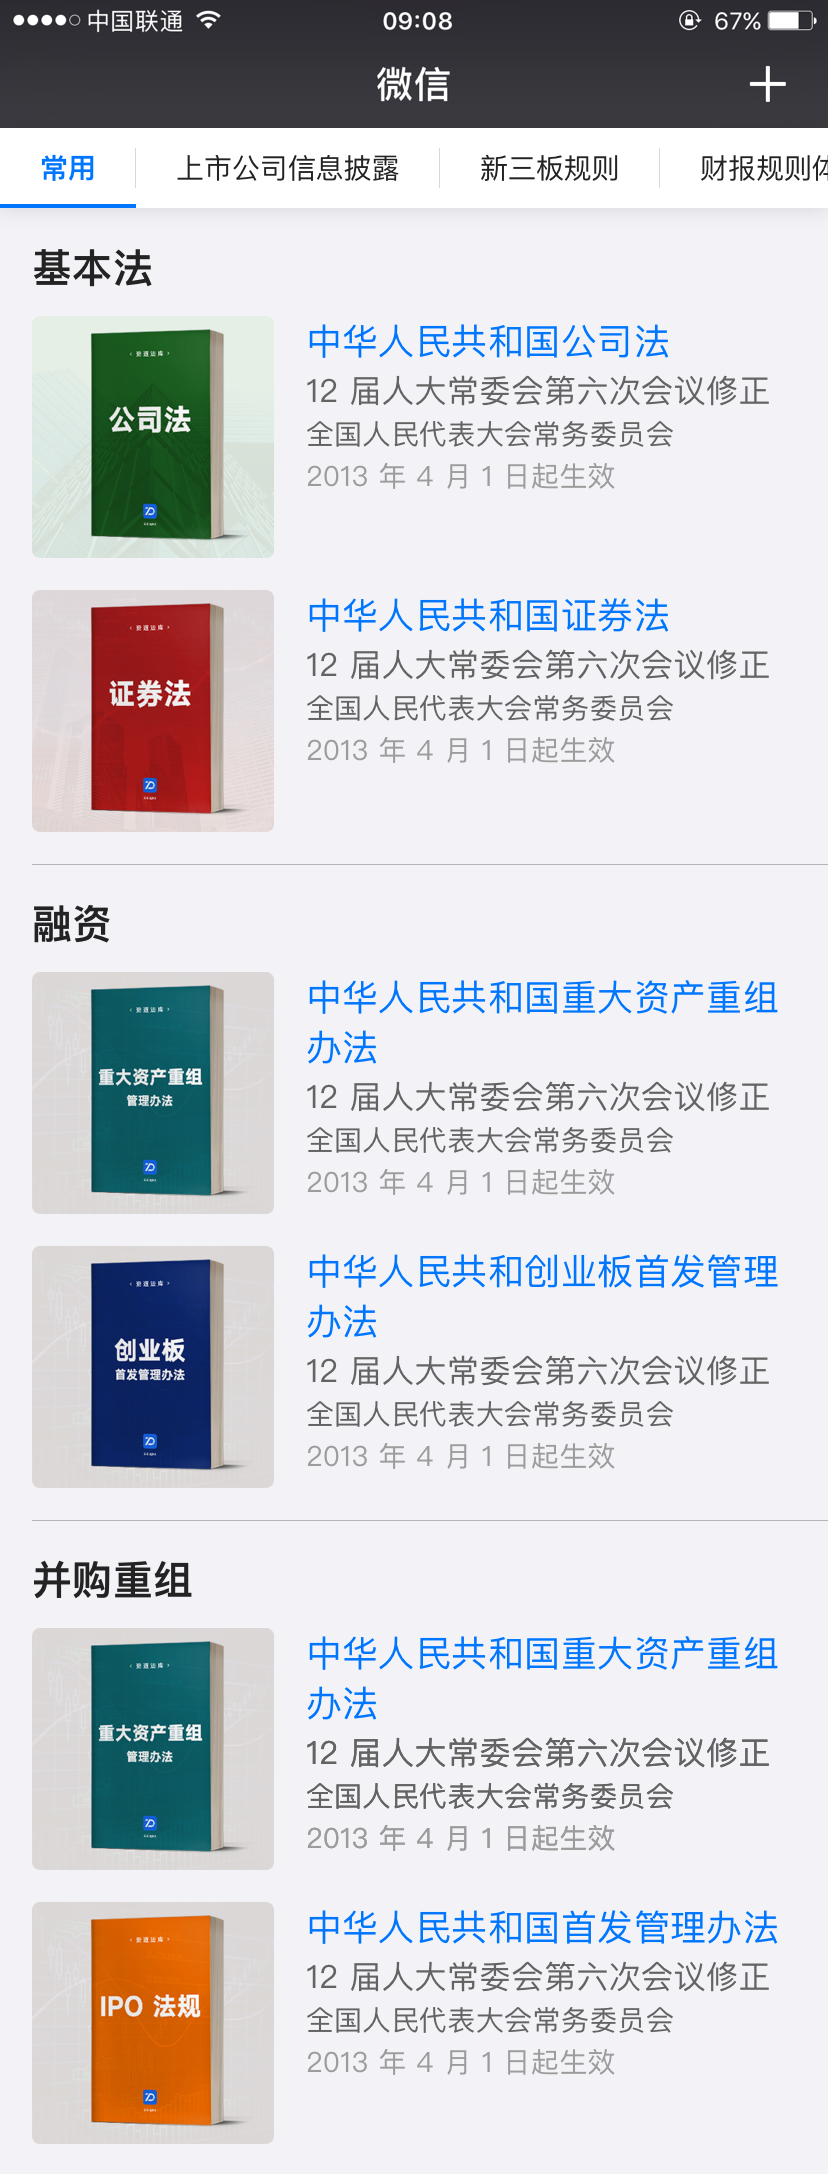 中国联通
09:08
67%
微信
常用
上市公司信息披露
新三板规则
财报规则体
基本法
公司法
中华人民共和国公司法
12 届人大常委会第六次会议修正
全国人民代表大会常务委员会
2013 年 4 月 1 日起生效
证券法
中华人民共和国证券法
12 届人大常委会第六次会议修正
全国人民代表大会常务委员会
2013 年 4 月 1 日起生效
融资
重大资产重组
管理办法
中华人民共和国重大资产重组
办法
12 届人大常委会第六次会议修正
全国人民代表大会常务委员会
2013 年 4 月 1 日起生效
创业板
首发管理办法
中华人民共和创业板首发管理
办法
12 届人大常委会第六次会议修正
全国人民代表大会常务委员会
2013 年 4 月 1 日起生效
并购重组
重大资产重组
管理办法
中华人民共和国重大资产重组
办法
12 届人大常委会第六次会议修正
全国人民代表大会常务委员会
2013 年 4 月 1 日起生效
IPO 法规
中华人民共和国首发管理办法
12 届人大常委会第六次会议修正
全国人民代表大会常务委员会
2013 年 4 月 1 日起生效